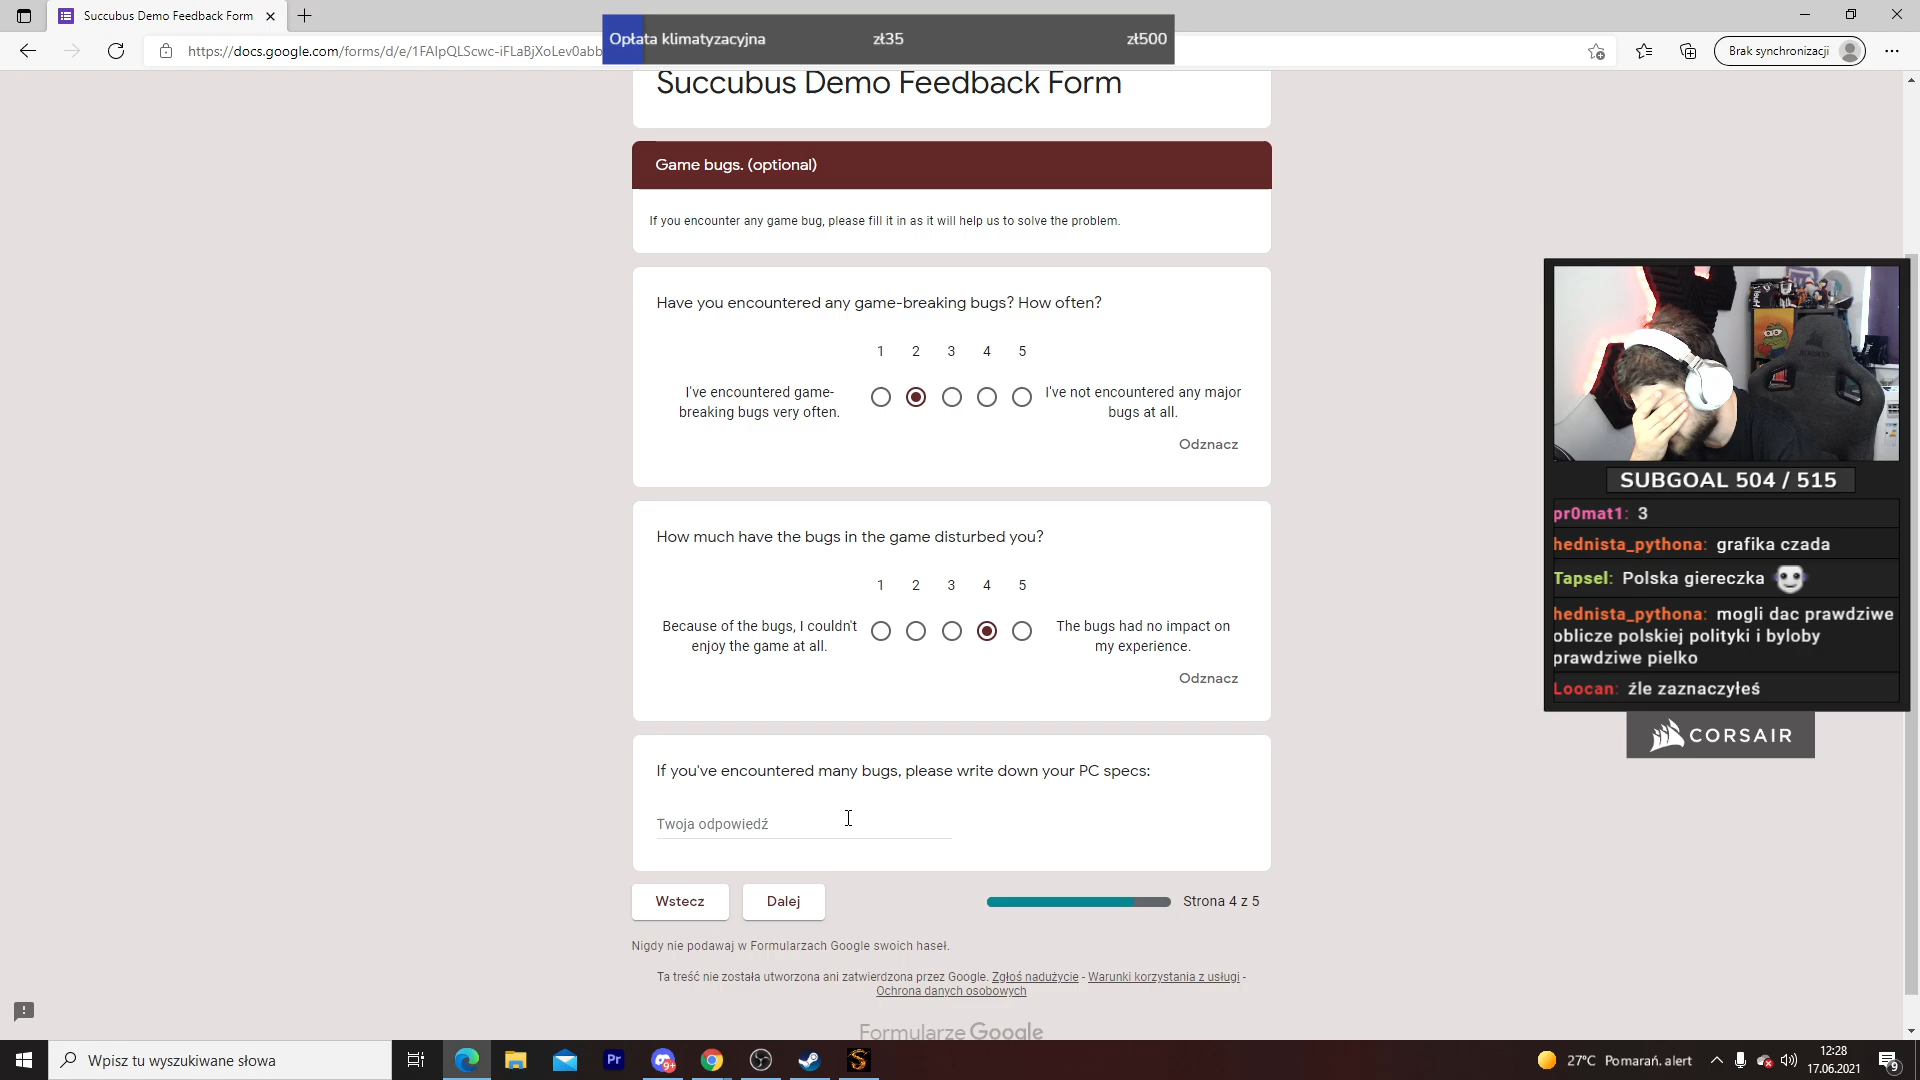 Succubus Demo Feedback Form
https://docs.google.com/forms/d/e/1FAIpQLScwc-iFLaBjXoLev0abb
Opłata klimatyzacyjna zł35 zł500
Brak synchronizacji
Succubus Demo Feedback Form
Game bugs. (optional)
If you encounter any game bug, please fill it in as it will help us to solve the problem.
Have you encountered any game-breaking bugs? How often?
1 2 3 4 5
I've encountered game-
breaking bugs very often.
I've not encountered any major
bugs at all.
Odznacz
How much have the bugs in the game disturbed you?
1 2 3 4 5
Because of the bugs, I couldn't
enjoy the game at all.
The bugs had no impact on
my experience.
Odznacz
If you've encountered many bugs, please write down your PC specs:
Twoja odpowiedź
Wstecz Dalej Strona 4 z 5
Nigdy nie podawaj w Formularzach Google swoich haseł.
Ta treść nie została utworzona ani zatwierdzona przez Google. Zgłoś nadużycie - Warunki korzystania z usługi -
Ochrona danych osobowych
Formularze Google
SUBGOAL 504 / 515
pr0mat1: 3
hednista_pythona: grafika czada
Tapsel: Polska giereczka
hednista_pythona: mogli dac prawdziwe
oblicze polskiej polityki i byloby
prawdziwe pielko
Loocan: źle zaznaczyłeś
CORSAIR
Wpisz tu wyszukiwane słowa
Pr
9+
27°C Pomarań. alert
12:28
17.06.2021
9